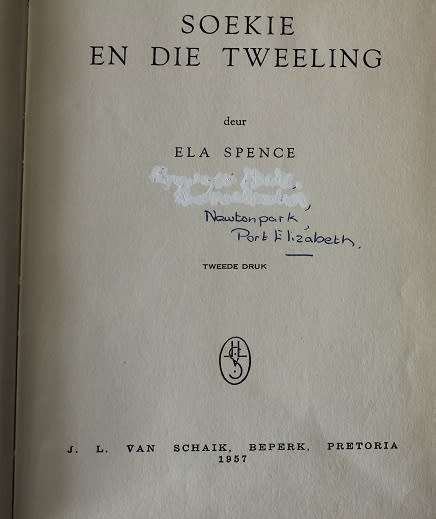 SOEKIE
EN DIE TWEELING
deur
ELA SPENCE
Newtonpark,
Port Elizabeth.
TWEEDE DRUK
J. L. VAN SCHAIK, BEPERK, PRETORIA
1957